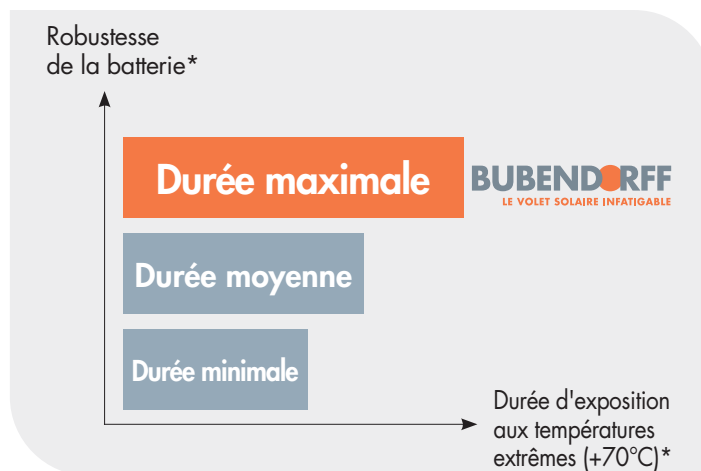 Robustesse
de la batterie*
Durée maximale
BUBENDORFF
LE VOLET SOLAIRE INFATIGABLE
Durée moyenne
Durée minimale
Durée d'exposition
aux températures
extrêmes (+70°C)*